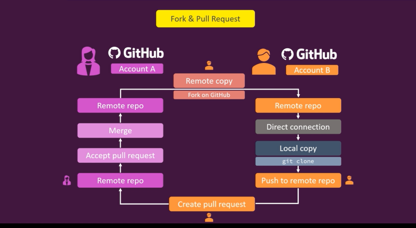 Fork & Pull Request
GitHub
Account A
GitHub
Account B
Remote copy
Fork on GitHub
Remote repo
Remote repo
Merge
Direct connection
Accept pull request
Local copy
git clone
Remote repo
Push to remote repo
Create pull request